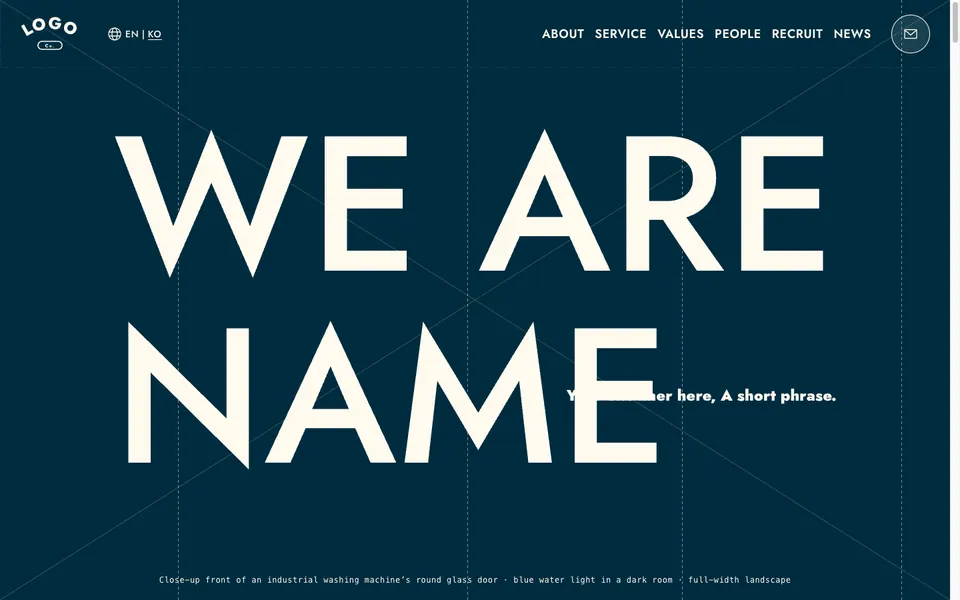 LOGO
Co.
EN | KO
ABOUT SERVICE VALUES PEOPLE RECRUIT NEWS
WE ARE
NAME
here, A short phrase.
Close-up front of an industrial washing machine's round glass door · blue water light in a dark room · full-width landscape